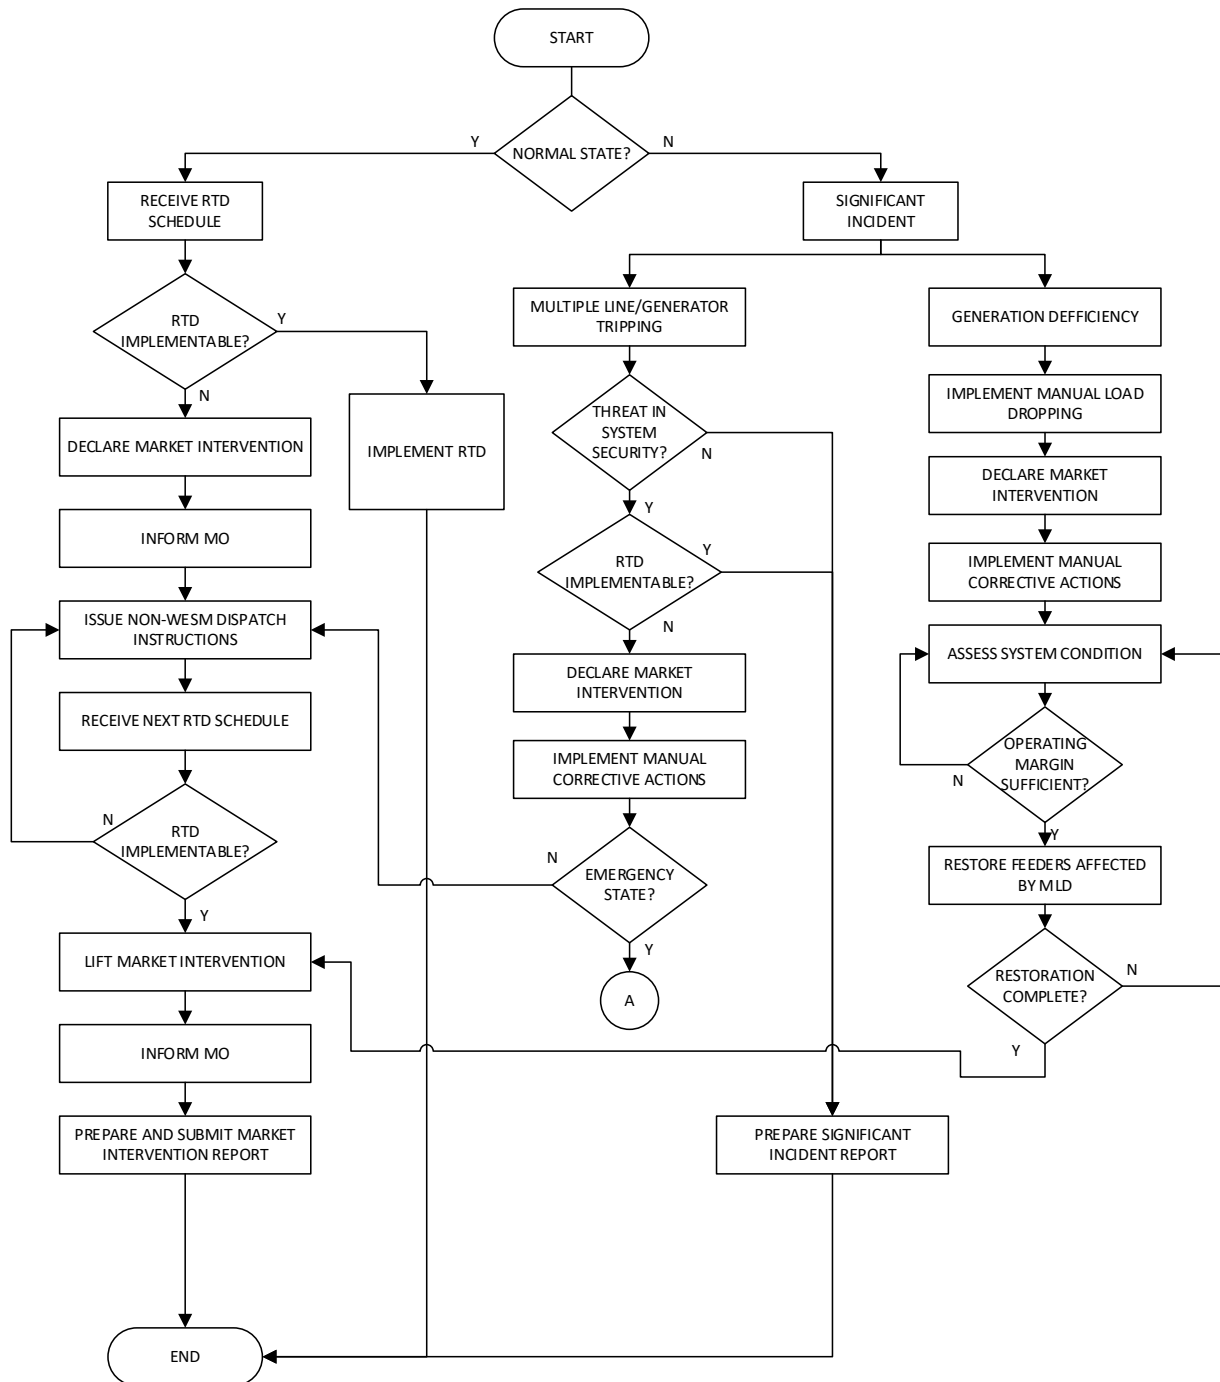 START
NORMAL STATE?
Y
N
RECEIVE RTD
SCHEDULE
RTD
IMPLEMENTABLE?
Y
N
DECLARE MARKET INTERVENTION
INFORM MO
ISSUE NON-WESM DISPATCH
INSTRUCTIONS
RECEIVE NEXT RTD SCHEDULE
RTD
IMPLEMENTABLE?
N
Y
LIFT MARKET INTERVENTION
INFORM MO
PREPARE AND SUBMIT MARKET
INTERVENTION REPORT
END
IMPLEMENT RTD
SIGNIFICANT
INCIDENT
MULTIPLE LINE/GENERATOR
TRIPPING
THREAT IN
SYSTEM
SECURITY?
N
Y
RTD
IMPLEMENTABLE?
Y
N
DECLARE MARKET
INTERVENTION
IMPLEMENT MANUAL
CORRECTIVE ACTIONS
EMERGENCY
STATE?
N
Y
A
PREPARE SIGNIFICANT
INCIDENT REPORT
GENERATION DEFFICIENCY
IMPLEMENT MANUAL LOAD
DROPPING
DECLARE MARKET
INTERVENTION
IMPLEMENT MANUAL
CORRECTIVE ACTIONS
ASSESS SYSTEM CONDITION
OPERATING
MARGIN
SUFFICIENT?
N
Y
RESTORE FEEDERS AFFECTED
BY MLD
RESTORATION
COMPLETE?
N
Y